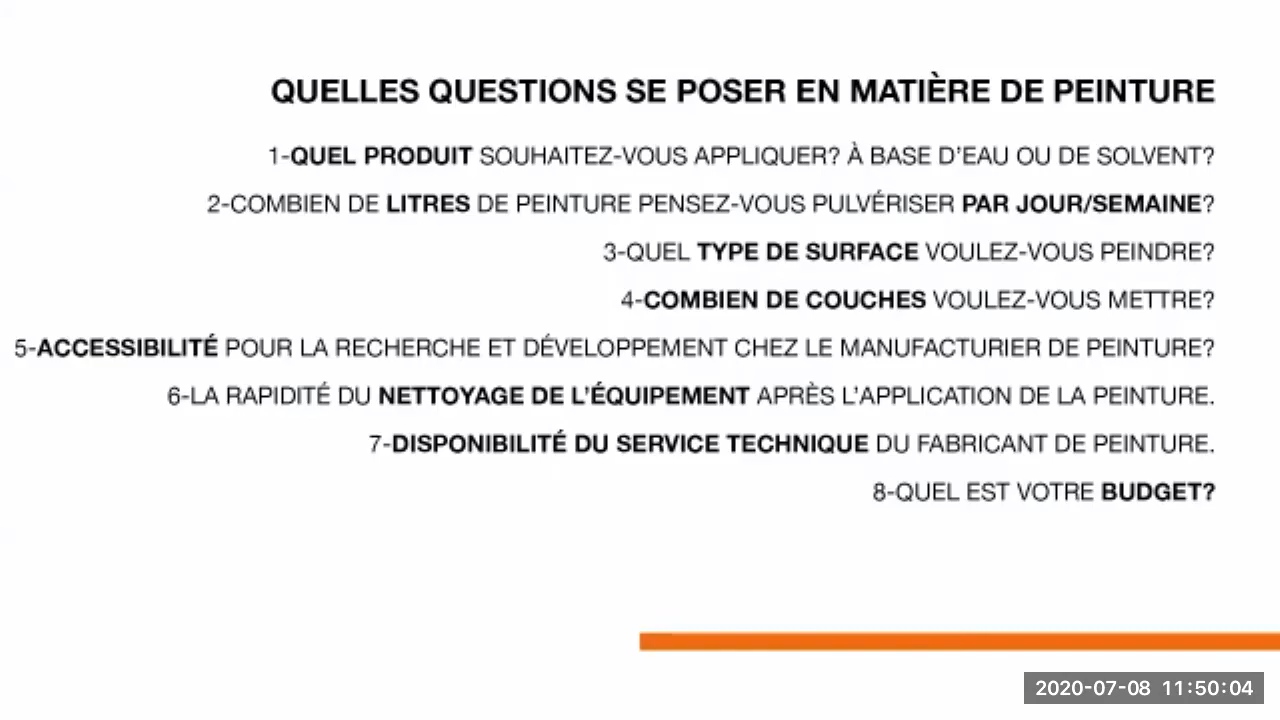 QUELLES QUESTIONS SE POSER EN MATIÈRE DE PEINTURE
1-QUEL PRODUIT SOUHAITEZ-VOUS APPLIQUER? À BASE D'EAU OU DE SOLVENT?
2-COMBIEN DE LITRES DE PEINTURE PENSEZ-VOUS PULVÉRISER PAR JOUR/SEMAINE?
3-QUEL TYPE DE SURFACE VOULEZ-VOUS PEINDRE?
4-COMBIEN DE COUCHES VOULEZ-VOUS METTRE?
5-ACCESSIBILITÉ POUR LA RECHERCHE ET DÉVELOPPEMENT CHEZ LE MANUFACTURIER DE PEINTURE?
6-LA RAPIDITÉ DU NETTOYAGE DE L'ÉQUIPEMENT APRÈS L'APPLICATION DE LA PEINTURE.
7-DISPONIBILITÉ DU SERVICE TECHNIQUE DU FABRICANT DE PEINTURE.
8-QUEL EST VOTRE BUDGET?
2020-07-08 11:50:04